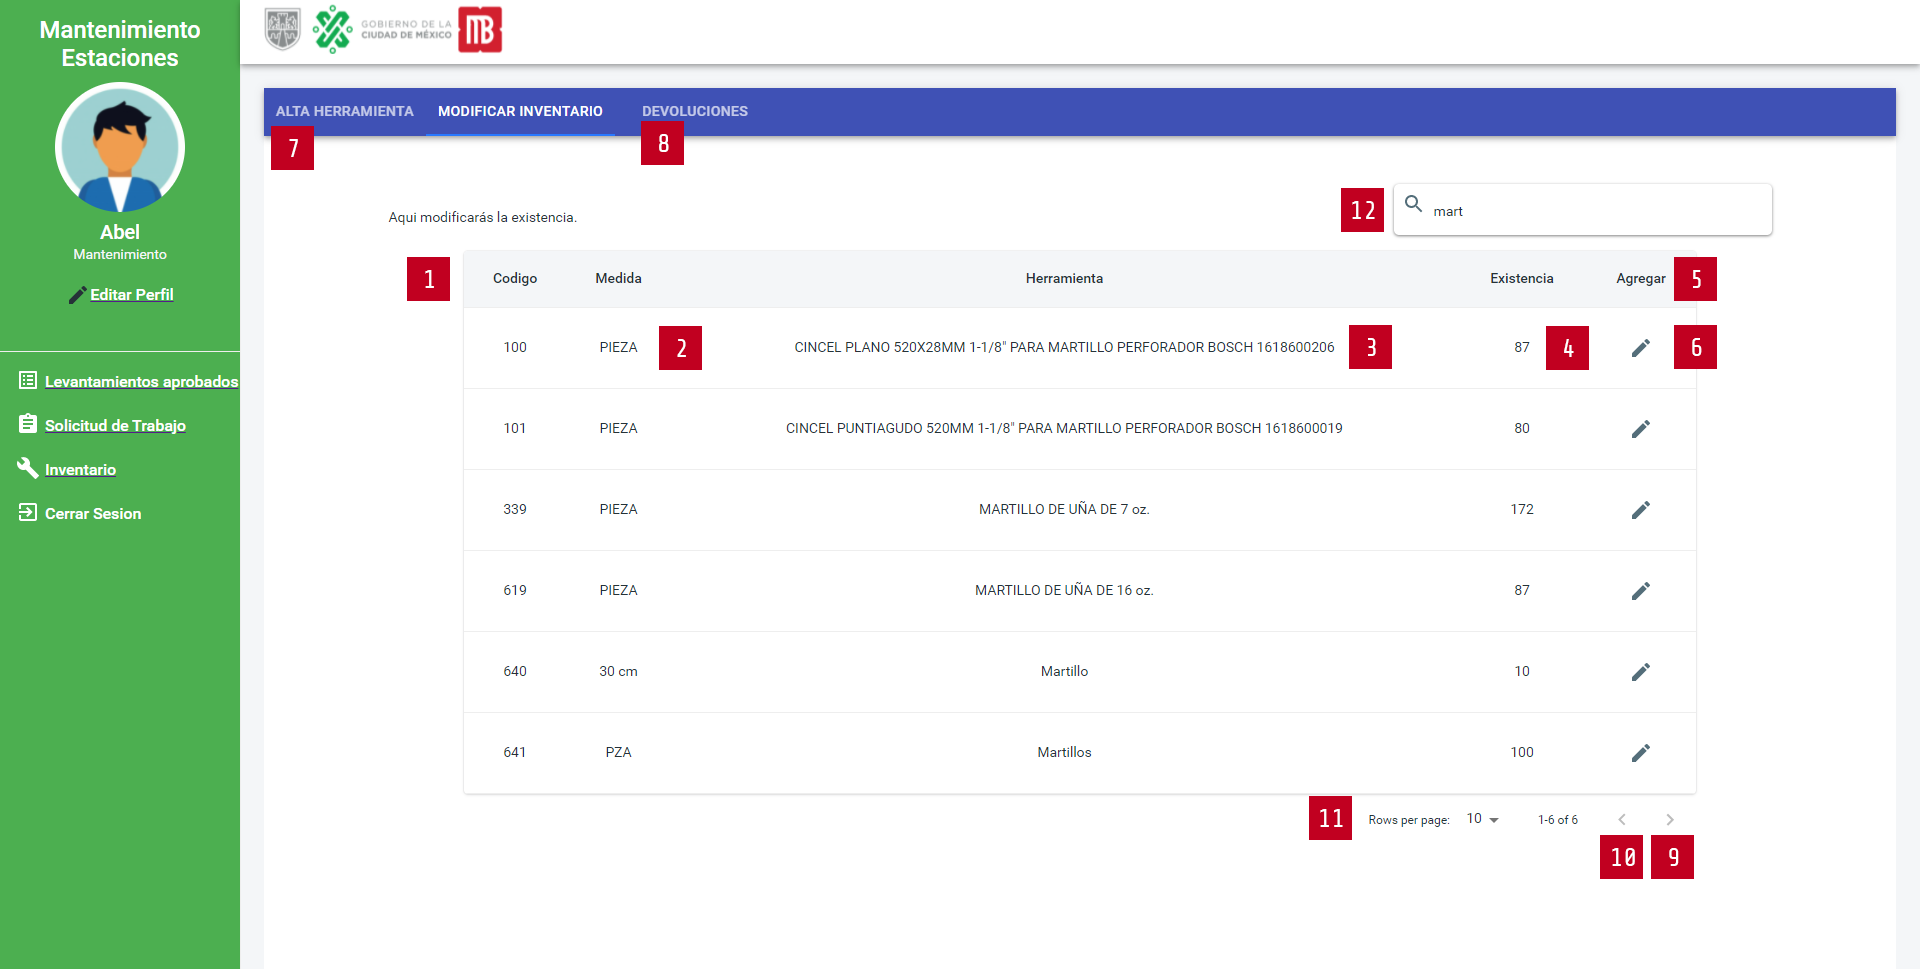 Mantenimiento
Estaciones
Abel
Mantenimiento
Editar Perfil
Levantamientos aprobados
Solicitud de Trabajo
Inventario
Cerrar Sesion
GOBIERNO DE LA
CIUDAD DE MÉXICO
MB
ALTA HERRAMIENTA MODIFICAR INVENTARIO DEVOLUCIONES
7 8
Aqui modificarás la existencia.
12 mart
1 Codigo Medida Herramienta Existencia Agregar 5
100 PIEZA 2 CINCEL PLANO 520X28MM 1-1/8" PARA MARTILLO PERFORADOR BOSCH 1618600206 3 87 4 6
101 PIEZA CINCEL PUNTIAGUDO 520MM 1-1/8" PARA MARTILLO PERFORADOR BOSCH 1618600019 80
339 PIEZA MARTILLO DE UÑA DE 7 oz. 172
619 PIEZA MARTILLO DE UÑA DE 16 oz. 87
640 30 cm Martillo 10
641 PZA Martillos 100
11 Rows per page: 10 1-6 of 6
10 9